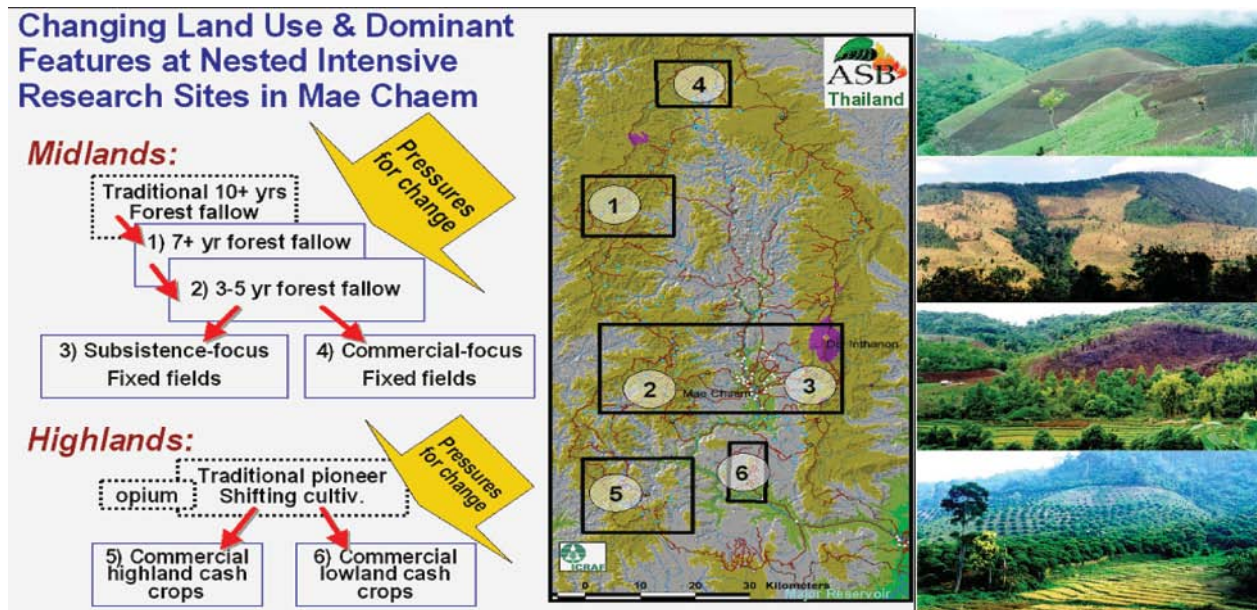 Changing Land Use & Dominant
Features at Nested Intensive
Research Sites in Mae Chaem
Midlands:
Pressures
for change
Traditional 10+ yrs
Forest fallow
1) 7+ yr forest fallow
2) 3-5 yr forest fallow
3) Subsistence-focus
Fixed fields
4) Commercial-focus
Fixed fields
Highlands:
Pressures
for change
Traditional pioneer
Shifting cultiv.
opium
5) Commercial
highland cash
crops
6) Commercial
lowland cash
crops
ASB
Thailand
4
1
Doi Inthanon
2
3
Mae Chaem
6
5
ICRAF
0 10 20 30 Kilometers
Major Reservoir